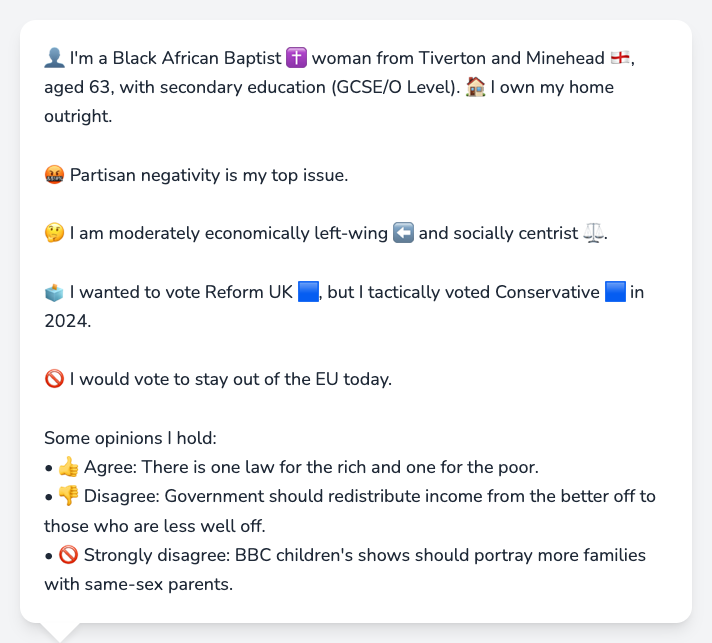 👤 I'm a Black African Baptist ✝️ woman from Tiverton and Minehead 🏴󠁧󠁢󠁥󠁮󠁧󠁿,
aged 63, with secondary education (GCSE/O Level). 🏠 I own my home
outright.
🤬 Partisan negativity is my top issue.
🤔 I am moderately economically left-wing ⬅️ and socially centrist ⚖️.
🗳️ I wanted to vote Reform UK 🟦, but I tactically voted Conservative 🟦 in
2024.
🚫 I would vote to stay out of the EU today.
Some opinions I hold:
• 👍 Agree: There is one law for the rich and one for the poor.
• 👎 Disagree: Government should redistribute income from the better off to
those who are less well off.
• 🚫 Strongly disagree: BBC children's shows should portray more families
with same-sex parents.